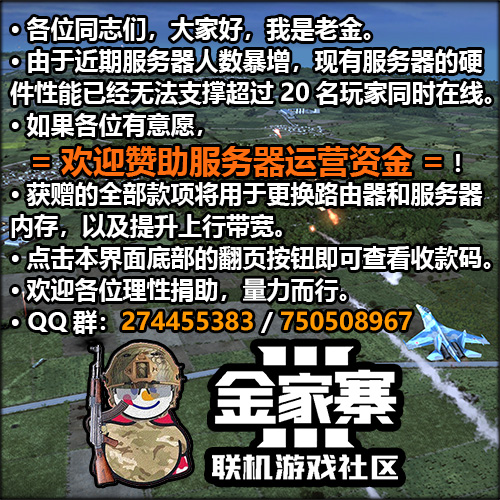 • 各位同志们，大家好，我是老金。
• 由于近期服务器人数暴增，现有服务器的硬
件性能已经无法支撑超过 20 名玩家同时在线。
• 如果各位有意愿，
= 欢迎赞助服务器运营资金 =！
• 获赠的全部款项将用于更换路由器和服务器
内存，以及提升上行带宽。
• 点击本界面底部的翻页按钮即可查看收款码。
• 欢迎各位理性捐助，量力而行。
• QQ 群：274455383 / 750508967
金家寨
联机游戏社区